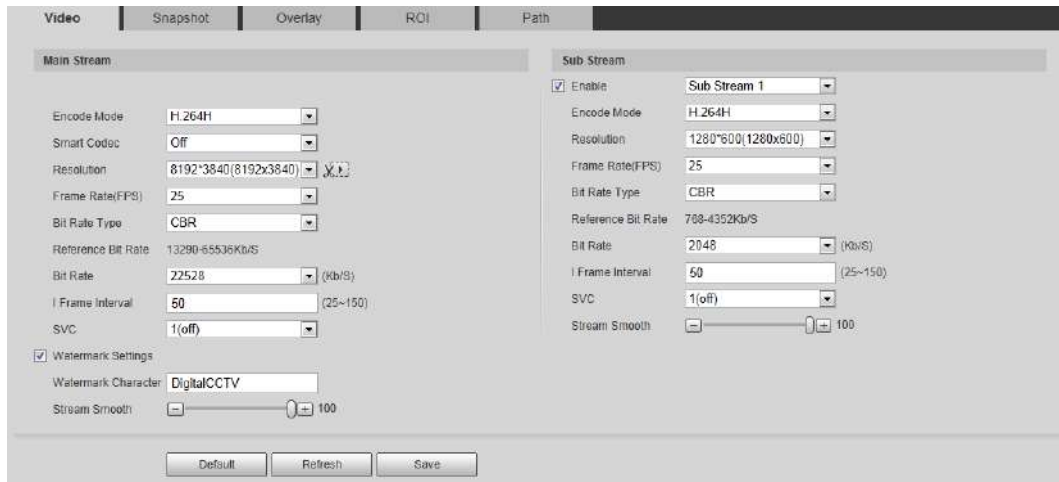 Video Snapshot Overlay ROI Path
Main Stream
Encode Mode H.264H
Smart Codec Off
Resolution 8192*3840(8192x3840)
Frame Rate(FPS) 25
Bit Rate Type CBR
Reference Bit Rate 13290-65536Kb/S
Bit Rate 22528 (Kb/S)
I Frame Interval 50 (25~150)
SVC 1(off)
Watermark Settings
Watermark Character DigitalCCTV
Stream Smooth 100
Sub Stream
Enable Sub Stream 1
Encode Mode H.264H
Resolution 1280*600(1280x600)
Frame Rate(FPS) 25
Bit Rate Type CBR
Reference Bit Rate 768-4352Kb/S
Bit Rate 2048 (Kb/S)
I Frame Interval 50 (25~150)
SVC 1(off)
Stream Smooth 100
Default Refresh Save